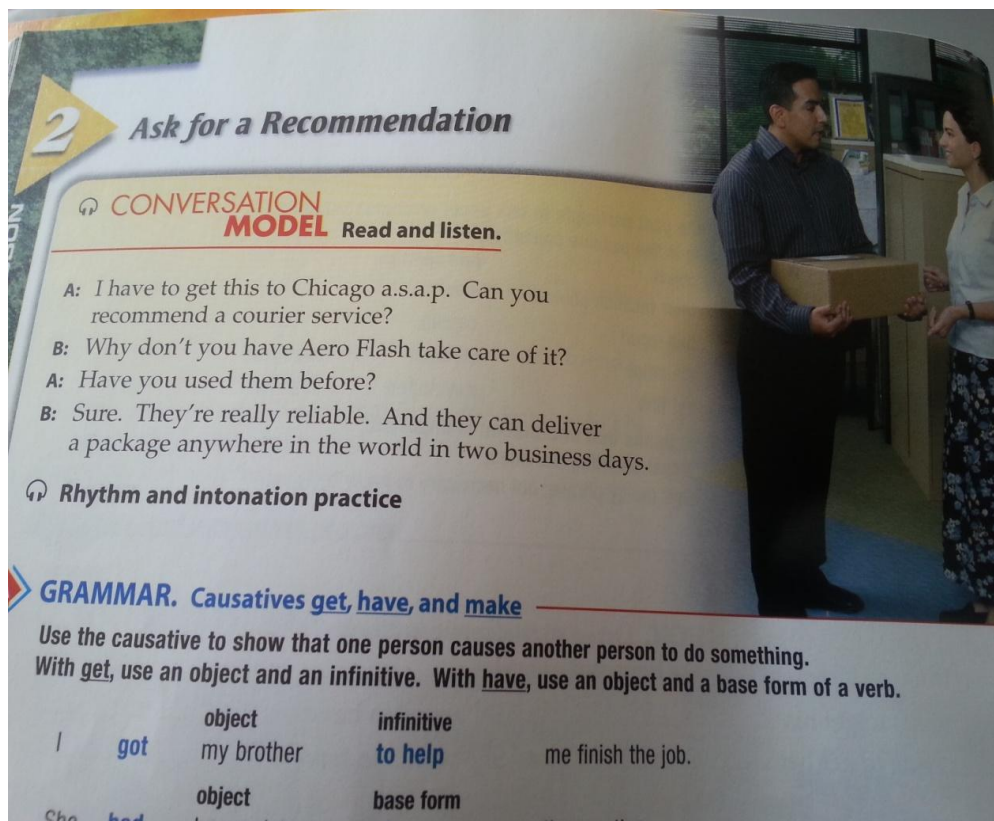 2
Ask for a Recommendation
CONVERSATION
MODEL Read and listen.
A: I have to get this to Chicago a.s.a.p. Can you
recommend a courier service?
B: Why don't you have Aero Flash take care of it?
A: Have you used them before?
B: Sure. They're really reliable. And they can deliver
a package anywhere in the world in two business days.
Rhythm and intonation practice
GRAMMAR. Causatives get, have, and make
Use the causative to show that one person causes another person to do something.
With get, use an object and an infinitive. With have, use an object and a base form of a verb.
object infinitive
I got my brother to help me finish the job.
object base form
She had